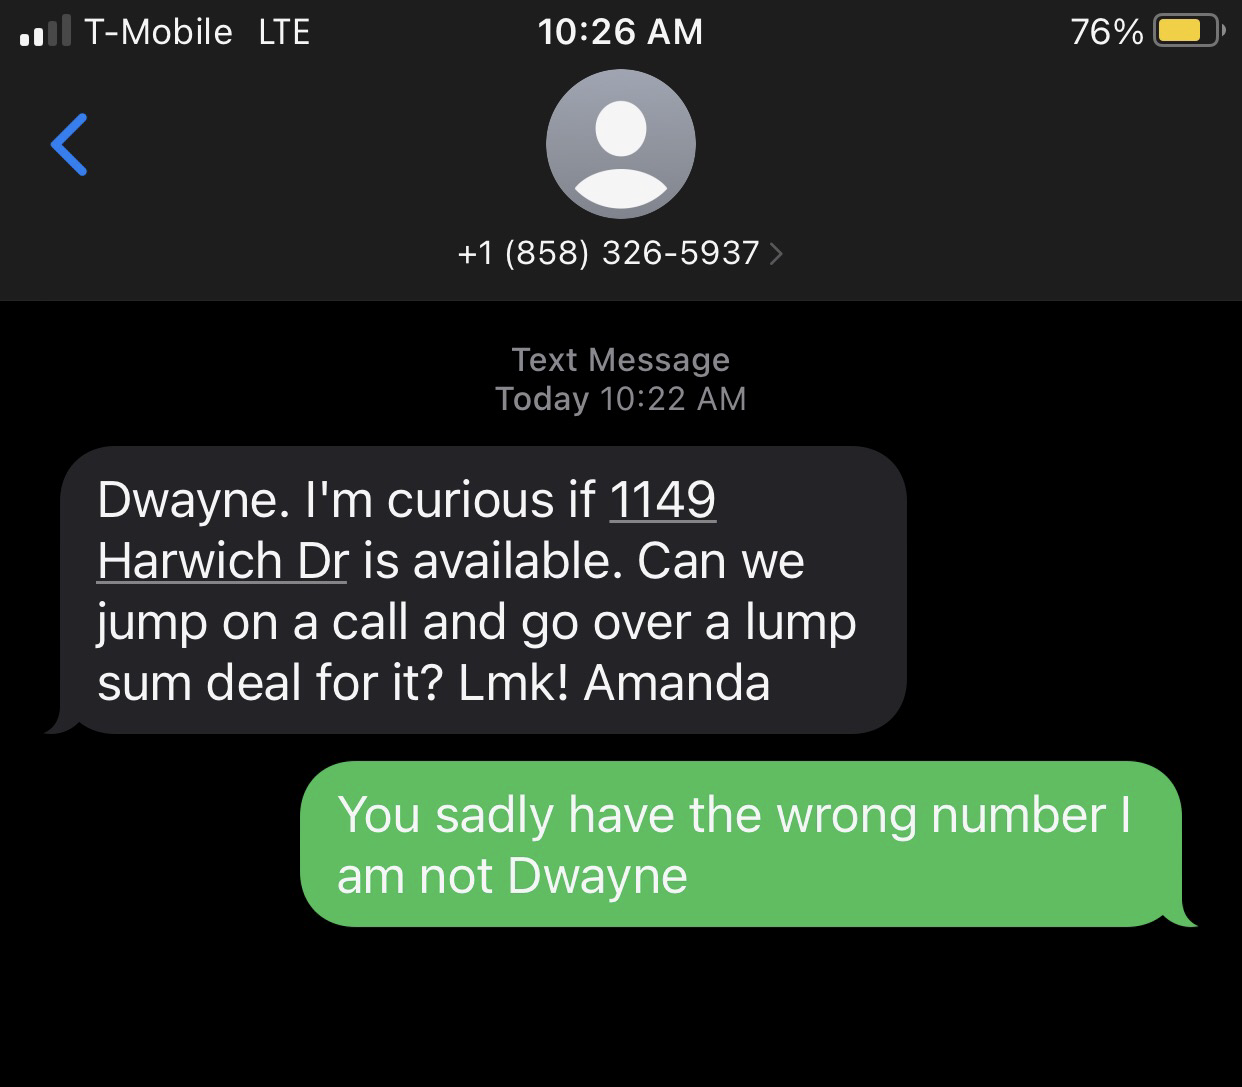 T-Mobile LTE 10:26 AM 76%
+1 (858) 326-5937
Text Message
Today 10:22 AM
Dwayne. I'm curious if 1149
Harwich Dr is available. Can we
jump on a call and go over a lump
sum deal for it? Lmk! Amanda
You sadly have the wrong number I
am not Dwayne